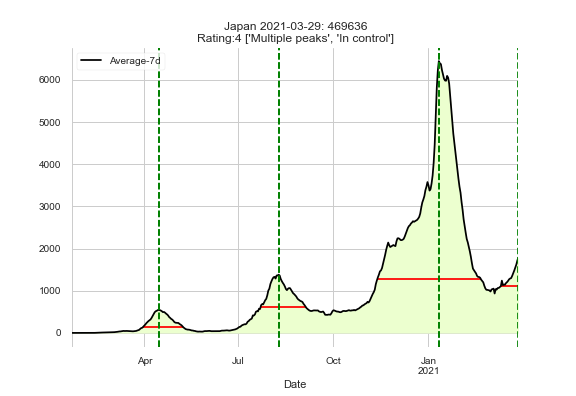 Japan 2021-03-29: 469636
Rating:4 ['Multiple peaks', 'In control']
Average-7d
6000
5000
4000
3000
2000
1000
0
Apr
Jul
Oct
Jan
2021
Date